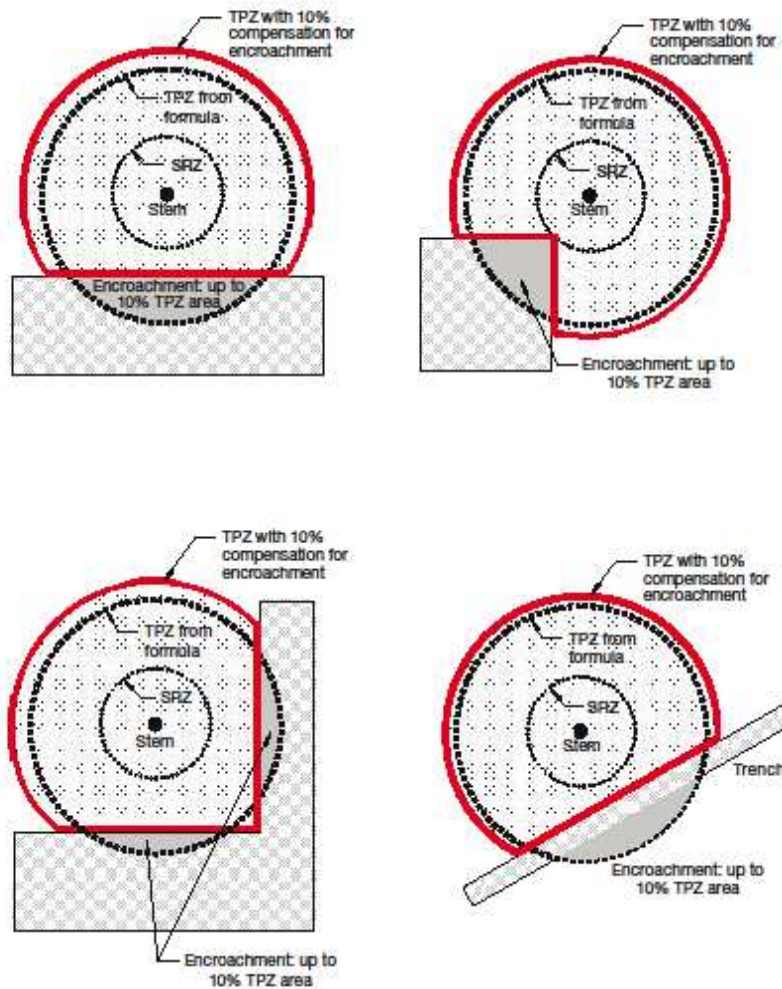 TPZ with 10%
compensation for
encroachment
TPZ from
formula
SRZ
Stem
Encroachment: up to
10% TPZ area
TPZ with 10%
compensation for
encroachment
TPZ from
formula
SRZ
Stem
Encroachment: up to
10% TPZ area
TPZ with 10%
compensation for
encroachment
TPZ from
formula
SRZ
Stem
Encroachment: up to
10% TPZ area
TPZ with 10%
compensation for
encroachment
TPZ from
formula
SRZ
Stem
Trench
Encroachment: up to
10% TPZ area